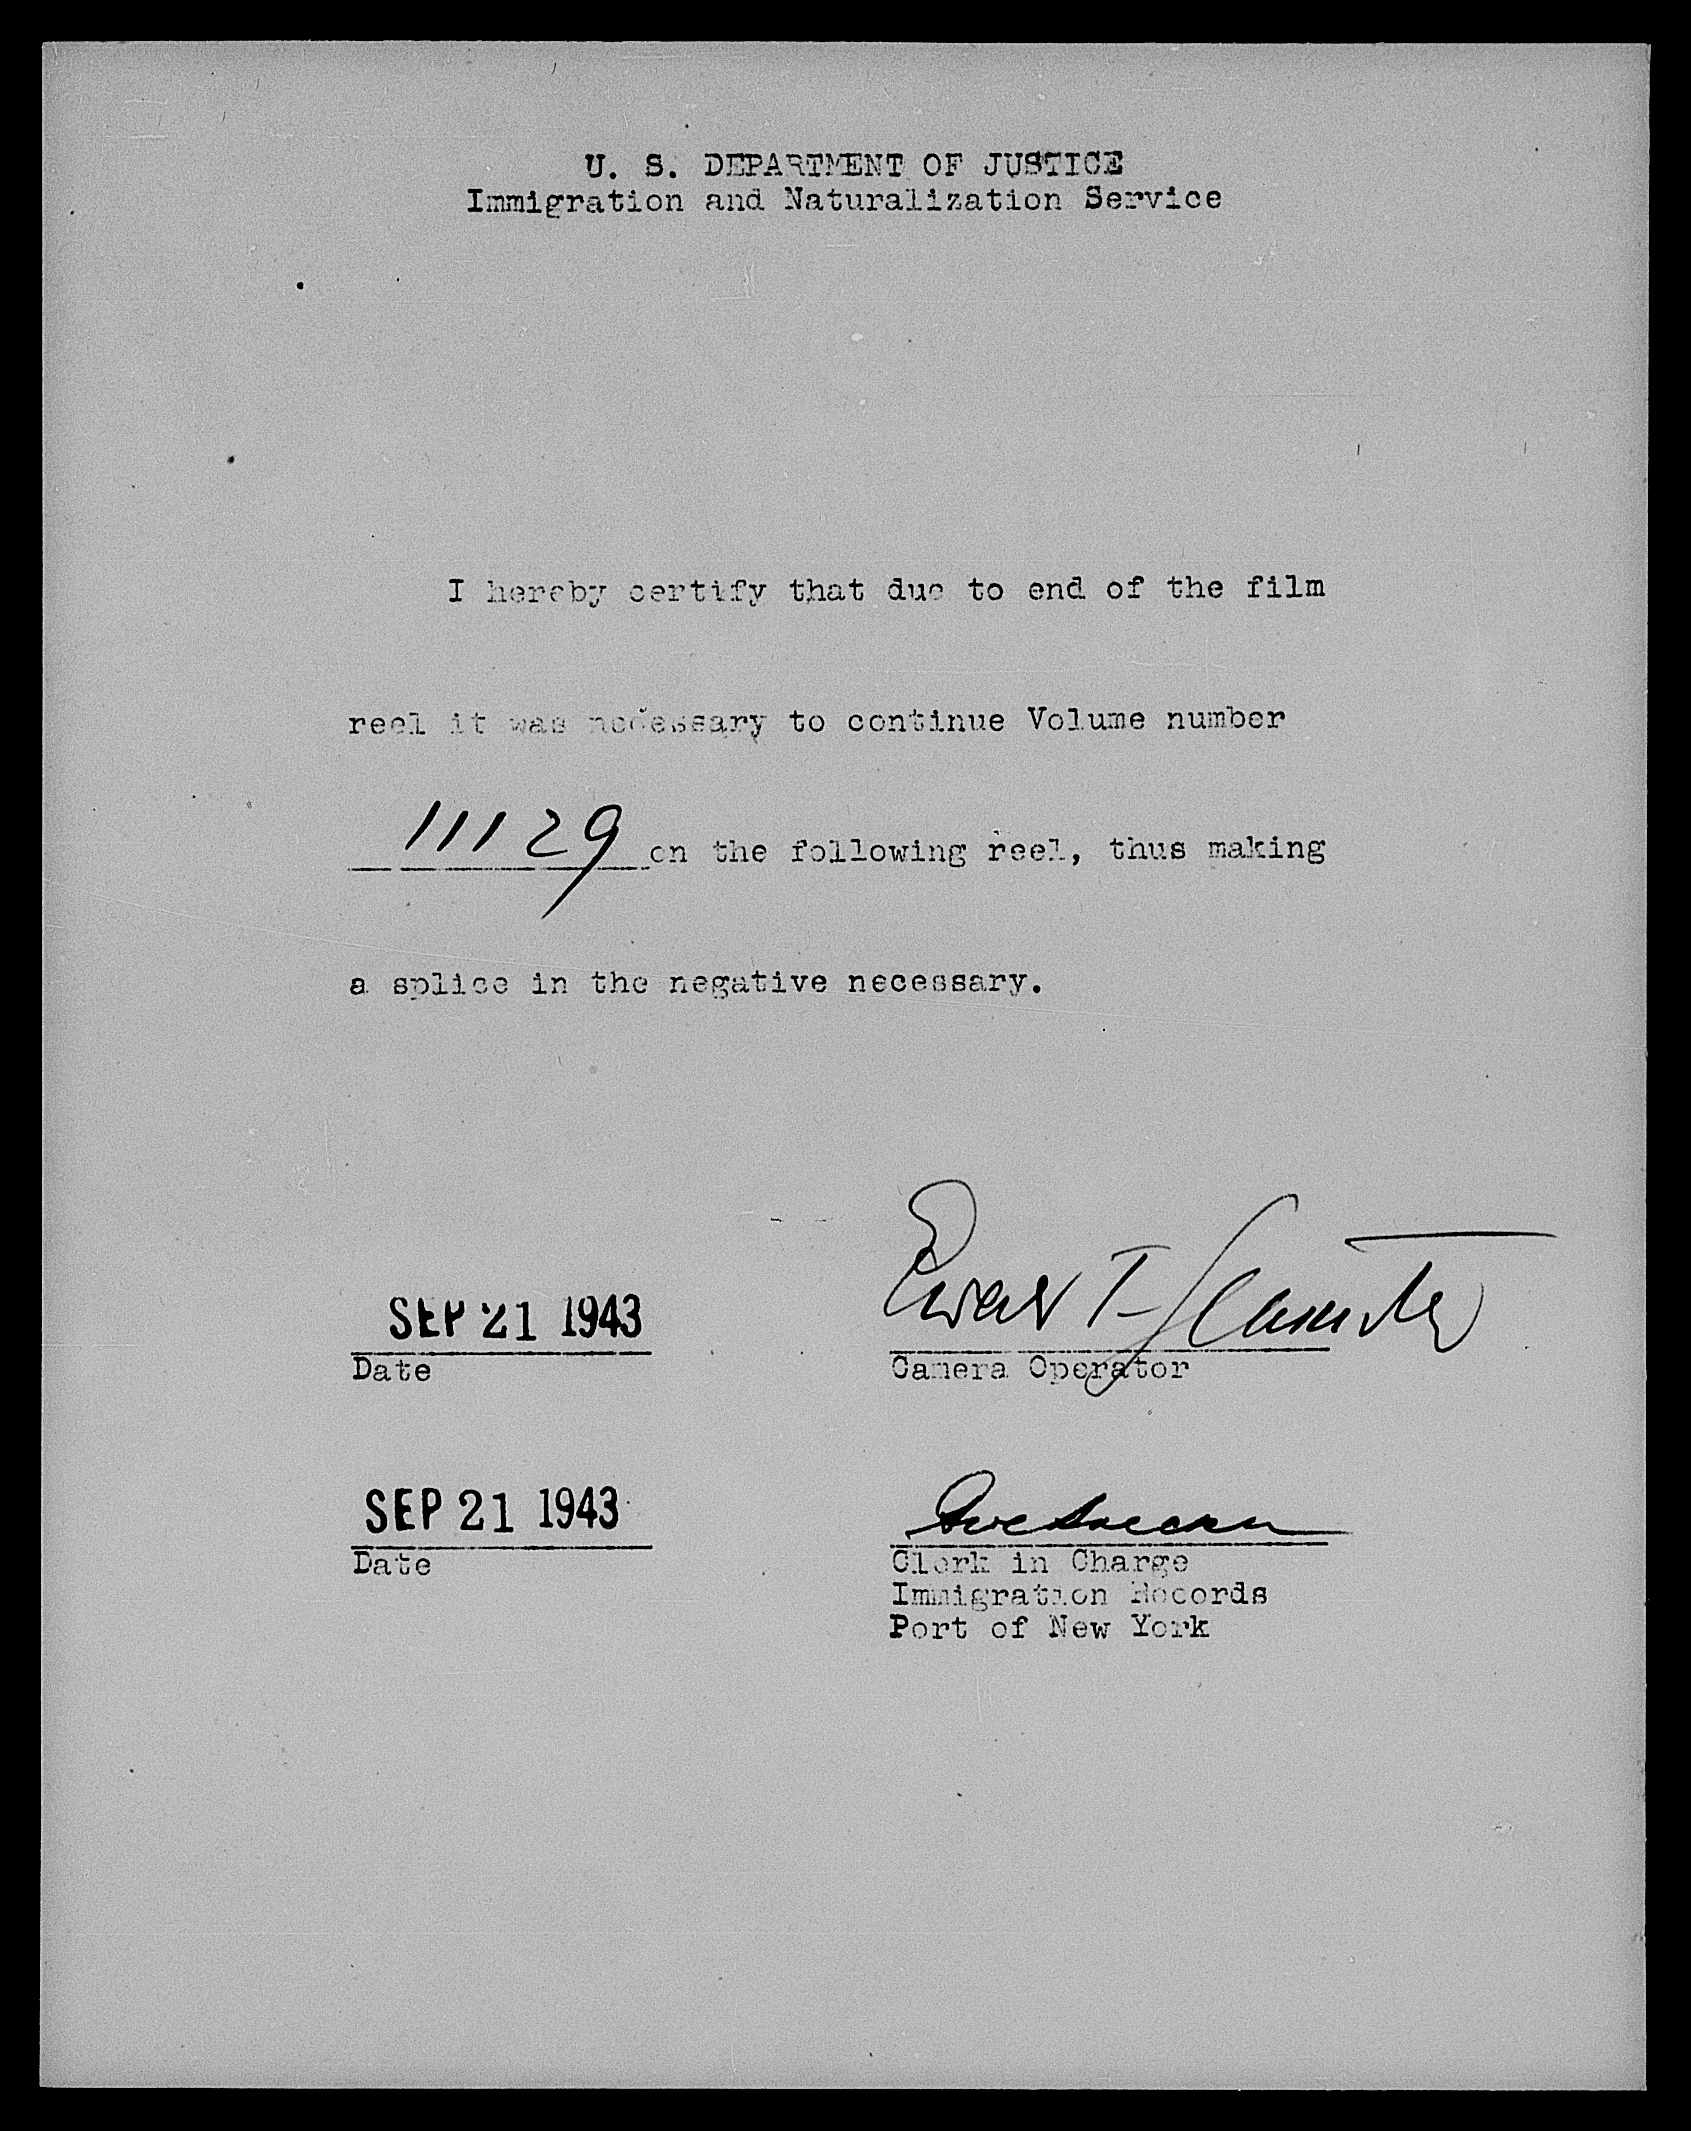 U. S. DEPARTMENT OF JUSTICE
Immigration and Naturalization Service
I hereby certify that due to end of the film
reel it was necessary to continue Volume number
11129 on the following reel, thus making
a splice in the negative necessary.
SEP 21 1943
Date
Camera Operator
SEP 21 1943
Date
Clerk in Charge
Immigration Records
Port of New York